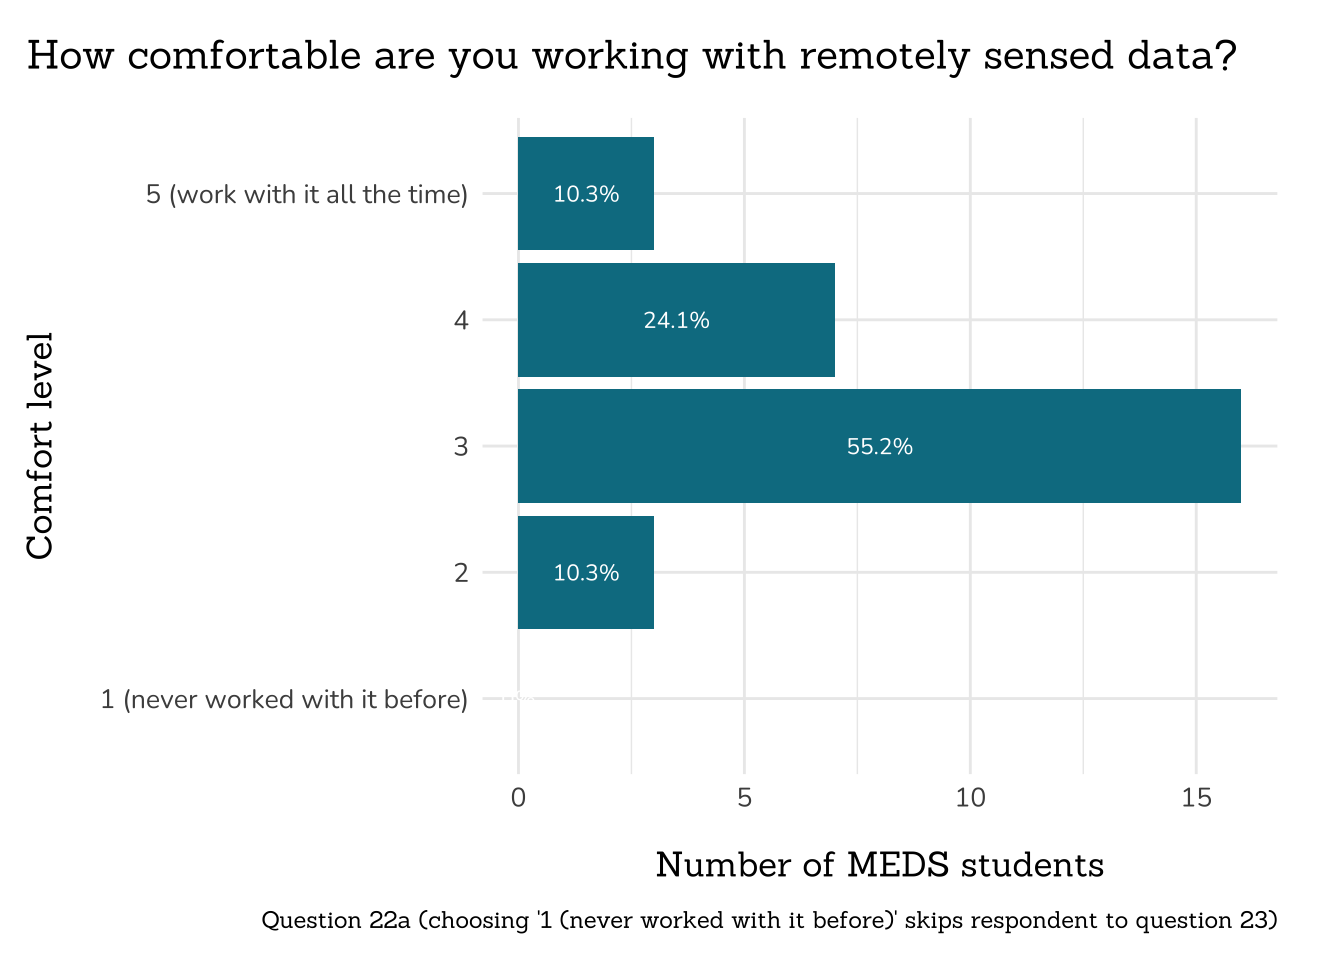 How comfortable are you working with remotely sensed data?
5 (work with it all the time)
10.3%
4
24.1%
3
55.2%
2
10.3%
1 (never worked with it before)
0 5 10 15
Comfort level
Number of MEDS students
Question 22a (choosing '1 (never worked with it before)' skips respondent to question 23)